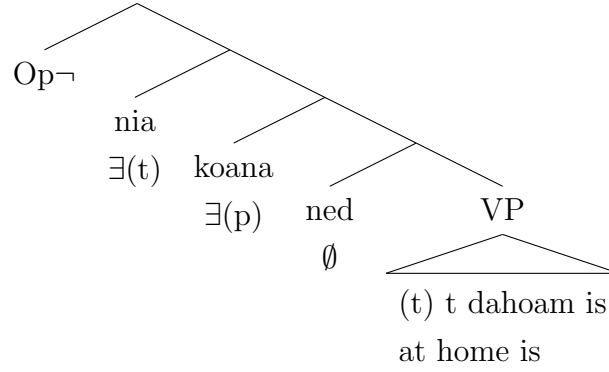 Op¬
nia
∃(t)
koana
∃(p)
ned
∅
VP
(t) t dahoam is
at home is